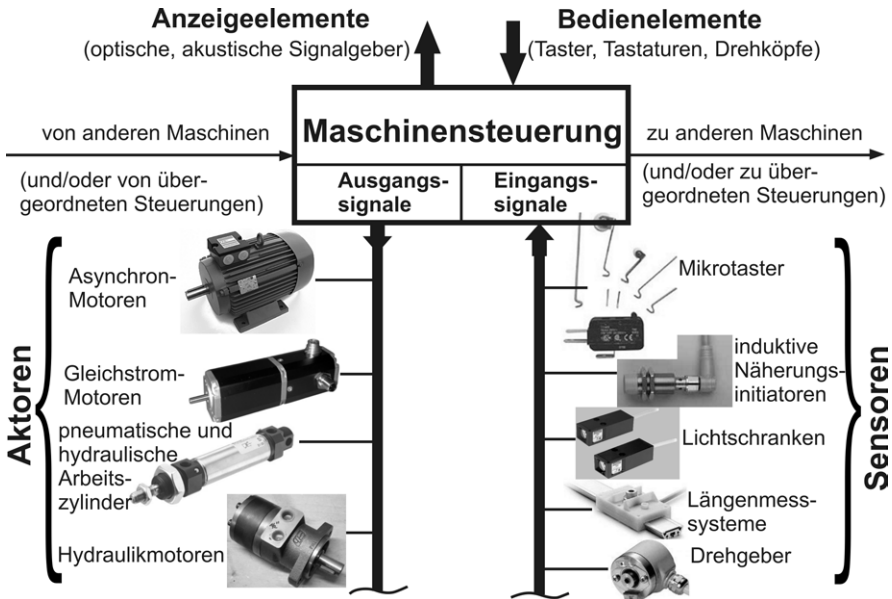 Anzeigeelemente
(optische, akustische Signalgeber)
Bedienelemente
(Taster, Tastaturen, Drehköpfe)
von anderen Maschinen
(und/oder von über-
geordneten Steuerungen)
Maschinensteuerung
Ausgangs-
signale
Eingangs-
signale
zu anderen Maschinen
(und/oder zu über-
geordneten Steuerungen)
Aktoren
Asynchron-
Motoren
Gleichstrom-
Motoren
pneumatische und
hydraulische
Arbeits-
zylinder
Hydraulikmotoren
Mikrotaster
induktive
Näherungs-
initiatoren
Lichtschranken
Längenmess-
systeme
Drehgeber
Sensoren